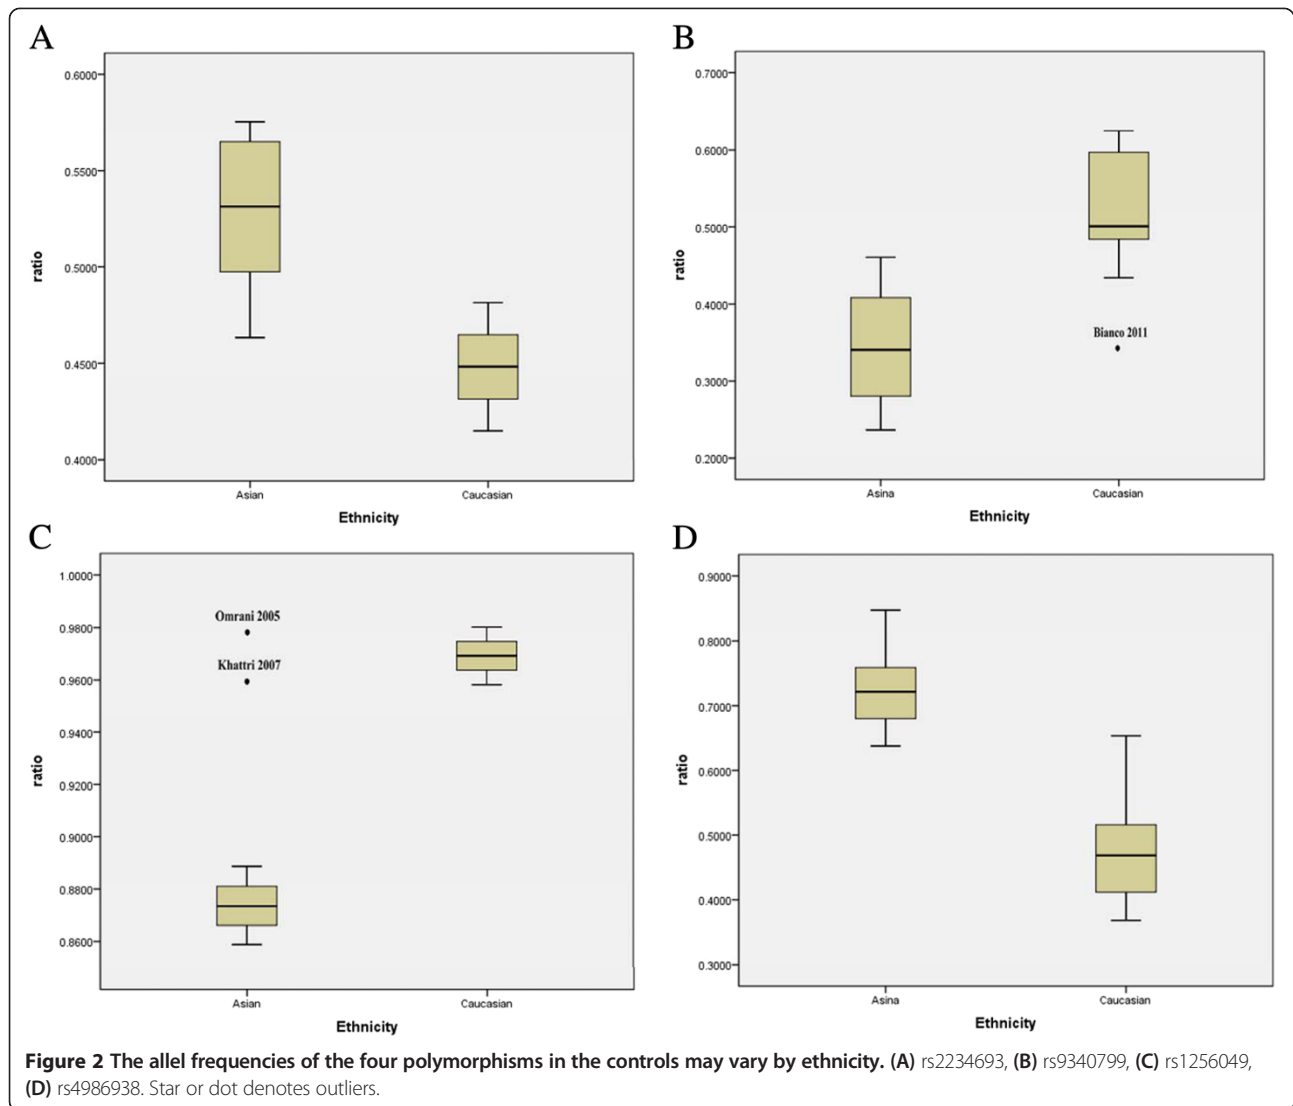 A
0.6000
0.5500
0.5000
0.4500
0.4000
ratio
Asian
Caucasian
Ethnicity
B
0.7000
0.6000
0.5000
0.4000
0.3000
0.2000
ratio
Bianco 2011
Asina
Caucasian
Ethnicity
C
1.0000
0.9800
0.9600
0.9400
0.9200
0.9000
0.8800
0.8600
ratio
Omrani 2005
Khattri 2007
Asian
Caucasian
Ethnicity
D
0.9000
0.8000
0.7000
0.6000
0.5000
0.4000
0.3000
ratio
Asina
Caucasian
Ethnicity
Figure 2 The allel frequencies of the four polymorphisms in the controls may vary by ethnicity. (A) rs2234693, (B) rs9340799, (C) rs1256049,
(D) rs4986938. Star or dot denotes outliers.